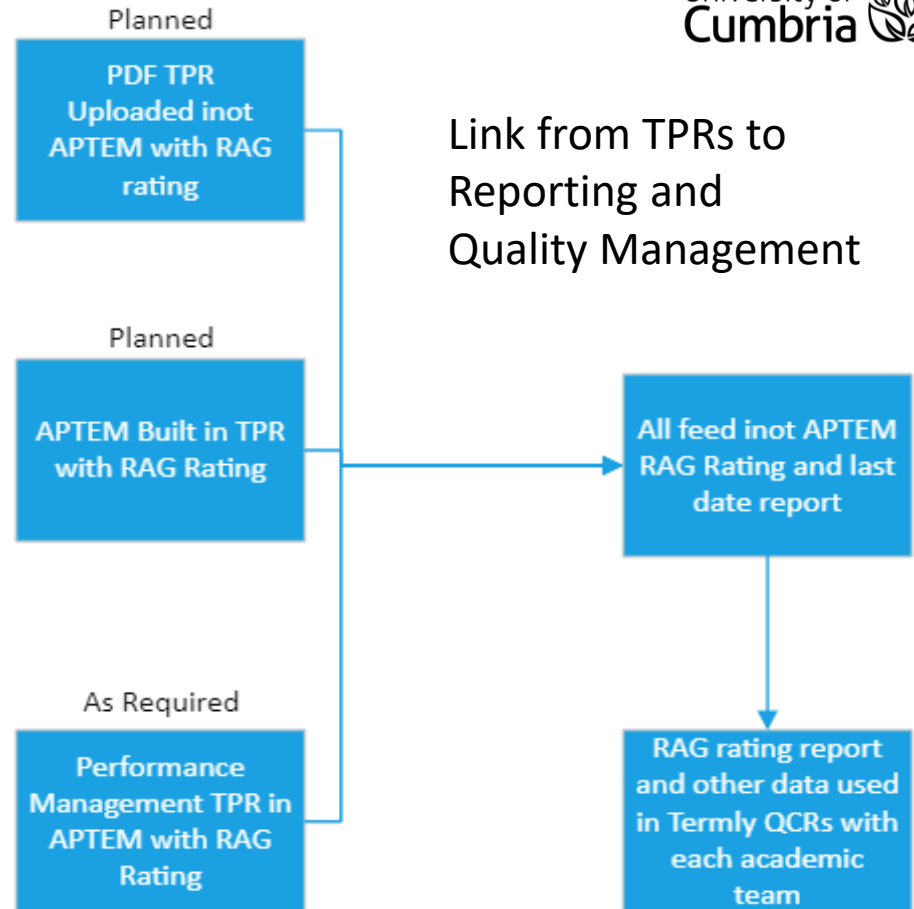 University of
Cumbria
Planned
PDF TPR
Uploaded inot
APTEM with RAG
rating
Link from TPRs to
Reporting and
Quality Management
Planned
APTEM Built in TPR
with RAG Rating
All feed inot APTEM
RAG Rating and last
date report
As Required
Performance
Management TPR in
APTEM with RAG
Rating
RAG rating report
and other data used
in Termly QCRs with
each academic
team